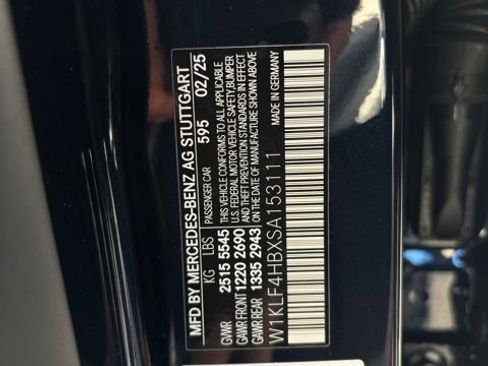 MFD BY MERCEDES-BENZ AG STUTTGART
PASSENGER CAR 595 02/25
KG LBS
GVWR 2515 5545
GAWR FRONT 1220 2690
GAWR REAR 1335 2943
THIS VEHICLE CONFORMS TO ALL APPLICABLE
U.S. FEDERAL MOTOR VEHICLE SAFETY, BUMPER
AND THEFT PREVENTION STANDARDS IN EFFECT
ON THE DATE OF MANUFACTURE SHOWN ABOVE
W1KLF4HBXSA153111
MADE IN GERMANY